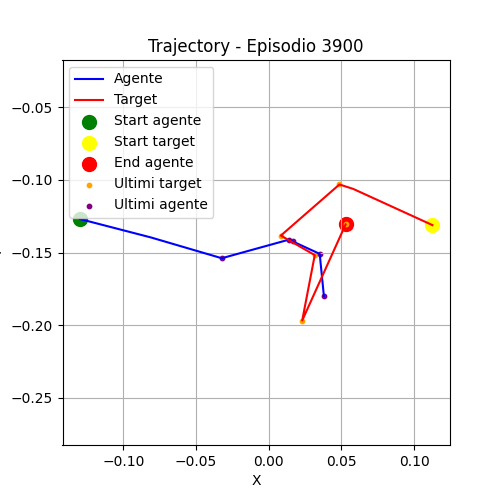 Trajectory - Episodio 3900
Agente
Target
Start agente
Start target
End agente
Ultimi target
Ultimi agente
−0.05
−0.10
−0.15
−0.20
−0.25
−0.10
−0.05
0.00
0.05
0.10
X